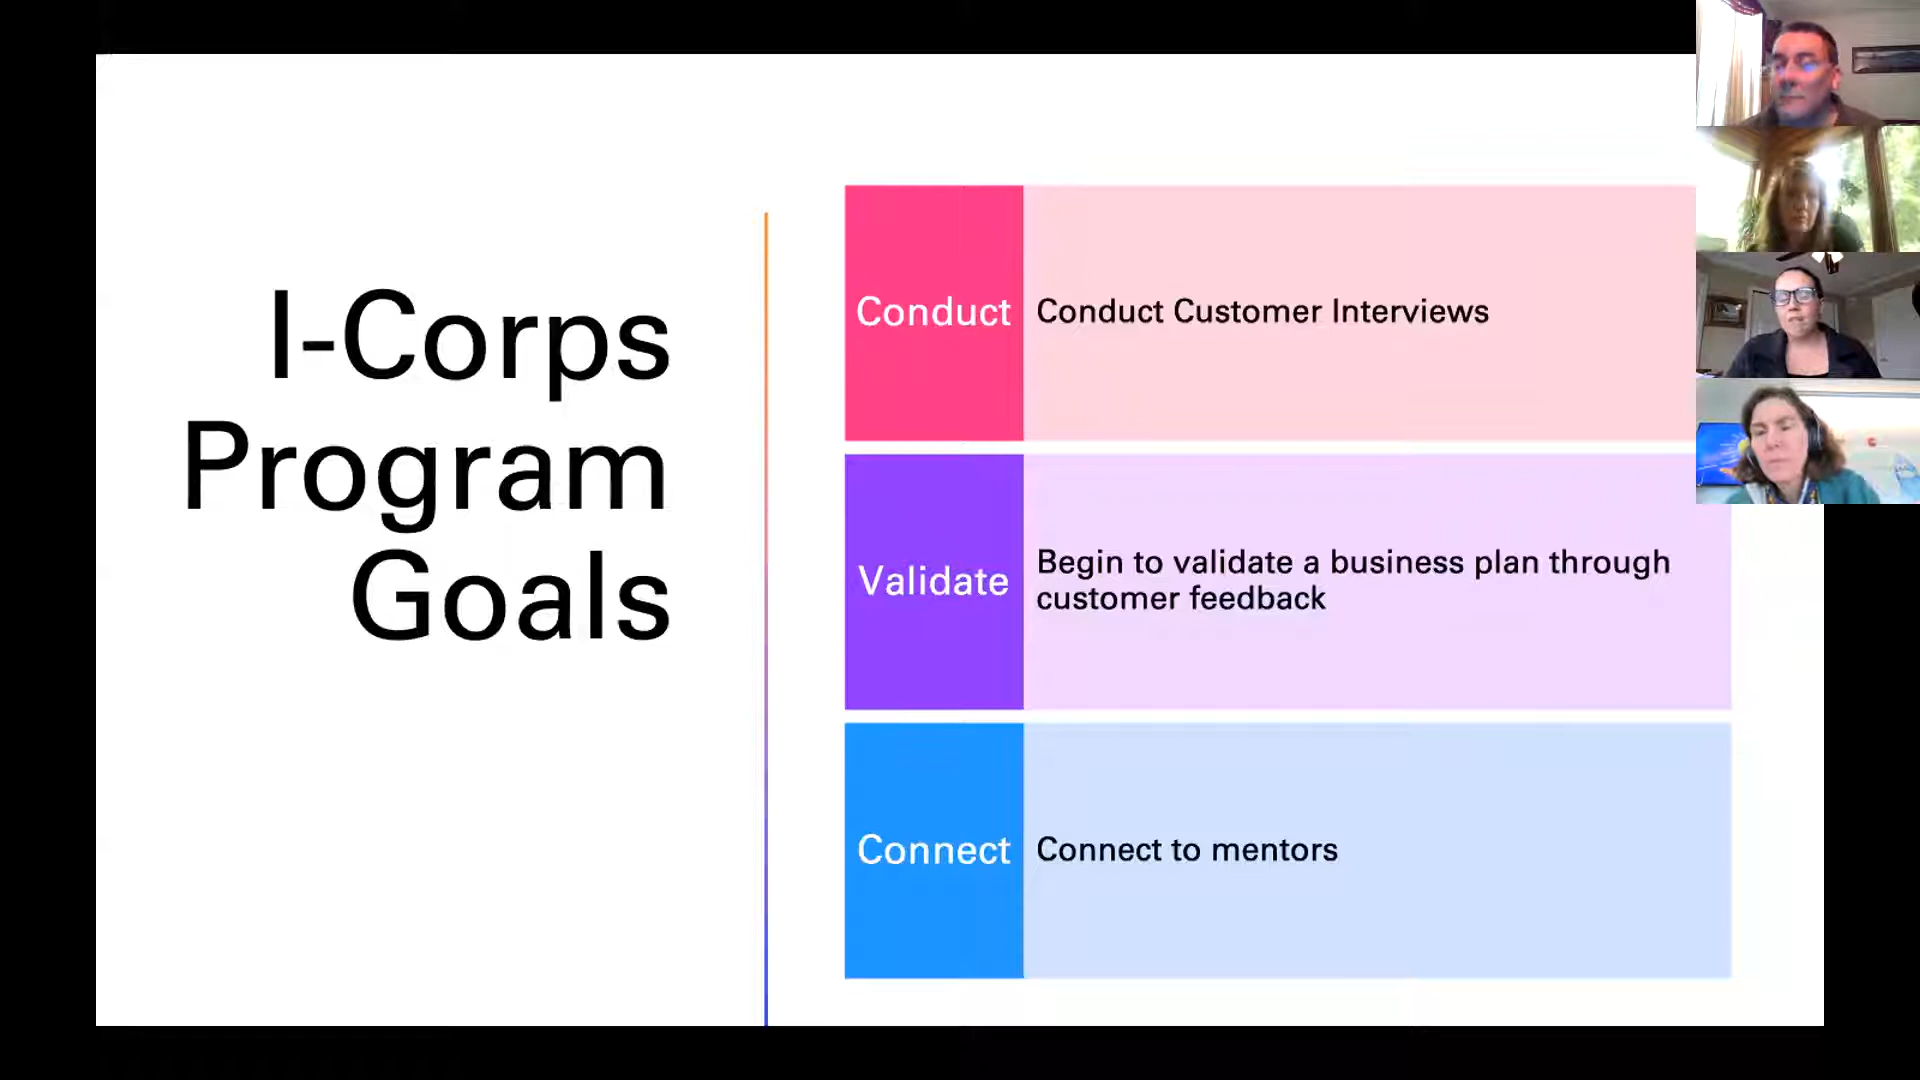 I-Corps
Program
Goals
Conduct
Conduct Customer Interviews
Validate
Begin to validate a business plan through
customer feedback
Connect
Connect to mentors